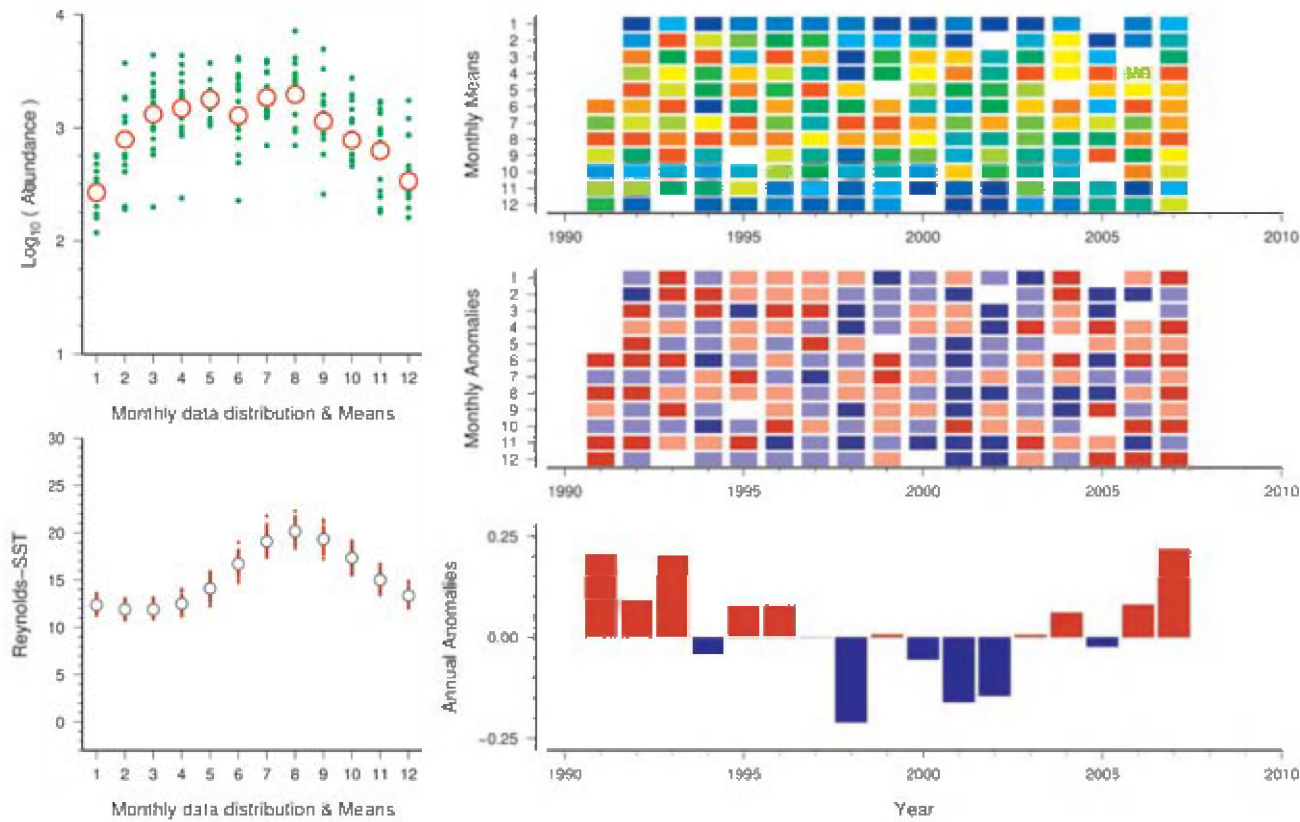 4
3
2
1
Log10 ( Abundance )
1 2 3 4 5 6 7 8 9 10 11 12
Monthly data distribution & Means
30
25
20
15
10
5
0
Reynolds-SST
1 2 3 4 5 6 7 8 9 10 11 12
Monthly data distribution & Means
Monthly Means
1
2
3
4
5
6
7
8
9
10
11
12
1990 1995 2000 2005 2010
Monthly Anomalies
1
2
3
4
5
6
7
8
9
10
11
12
1990 1995 2000 2005 2010
Annual Anomalies
0.25
0.00
-0.25
1990 1995 2000 2005 2010
Year